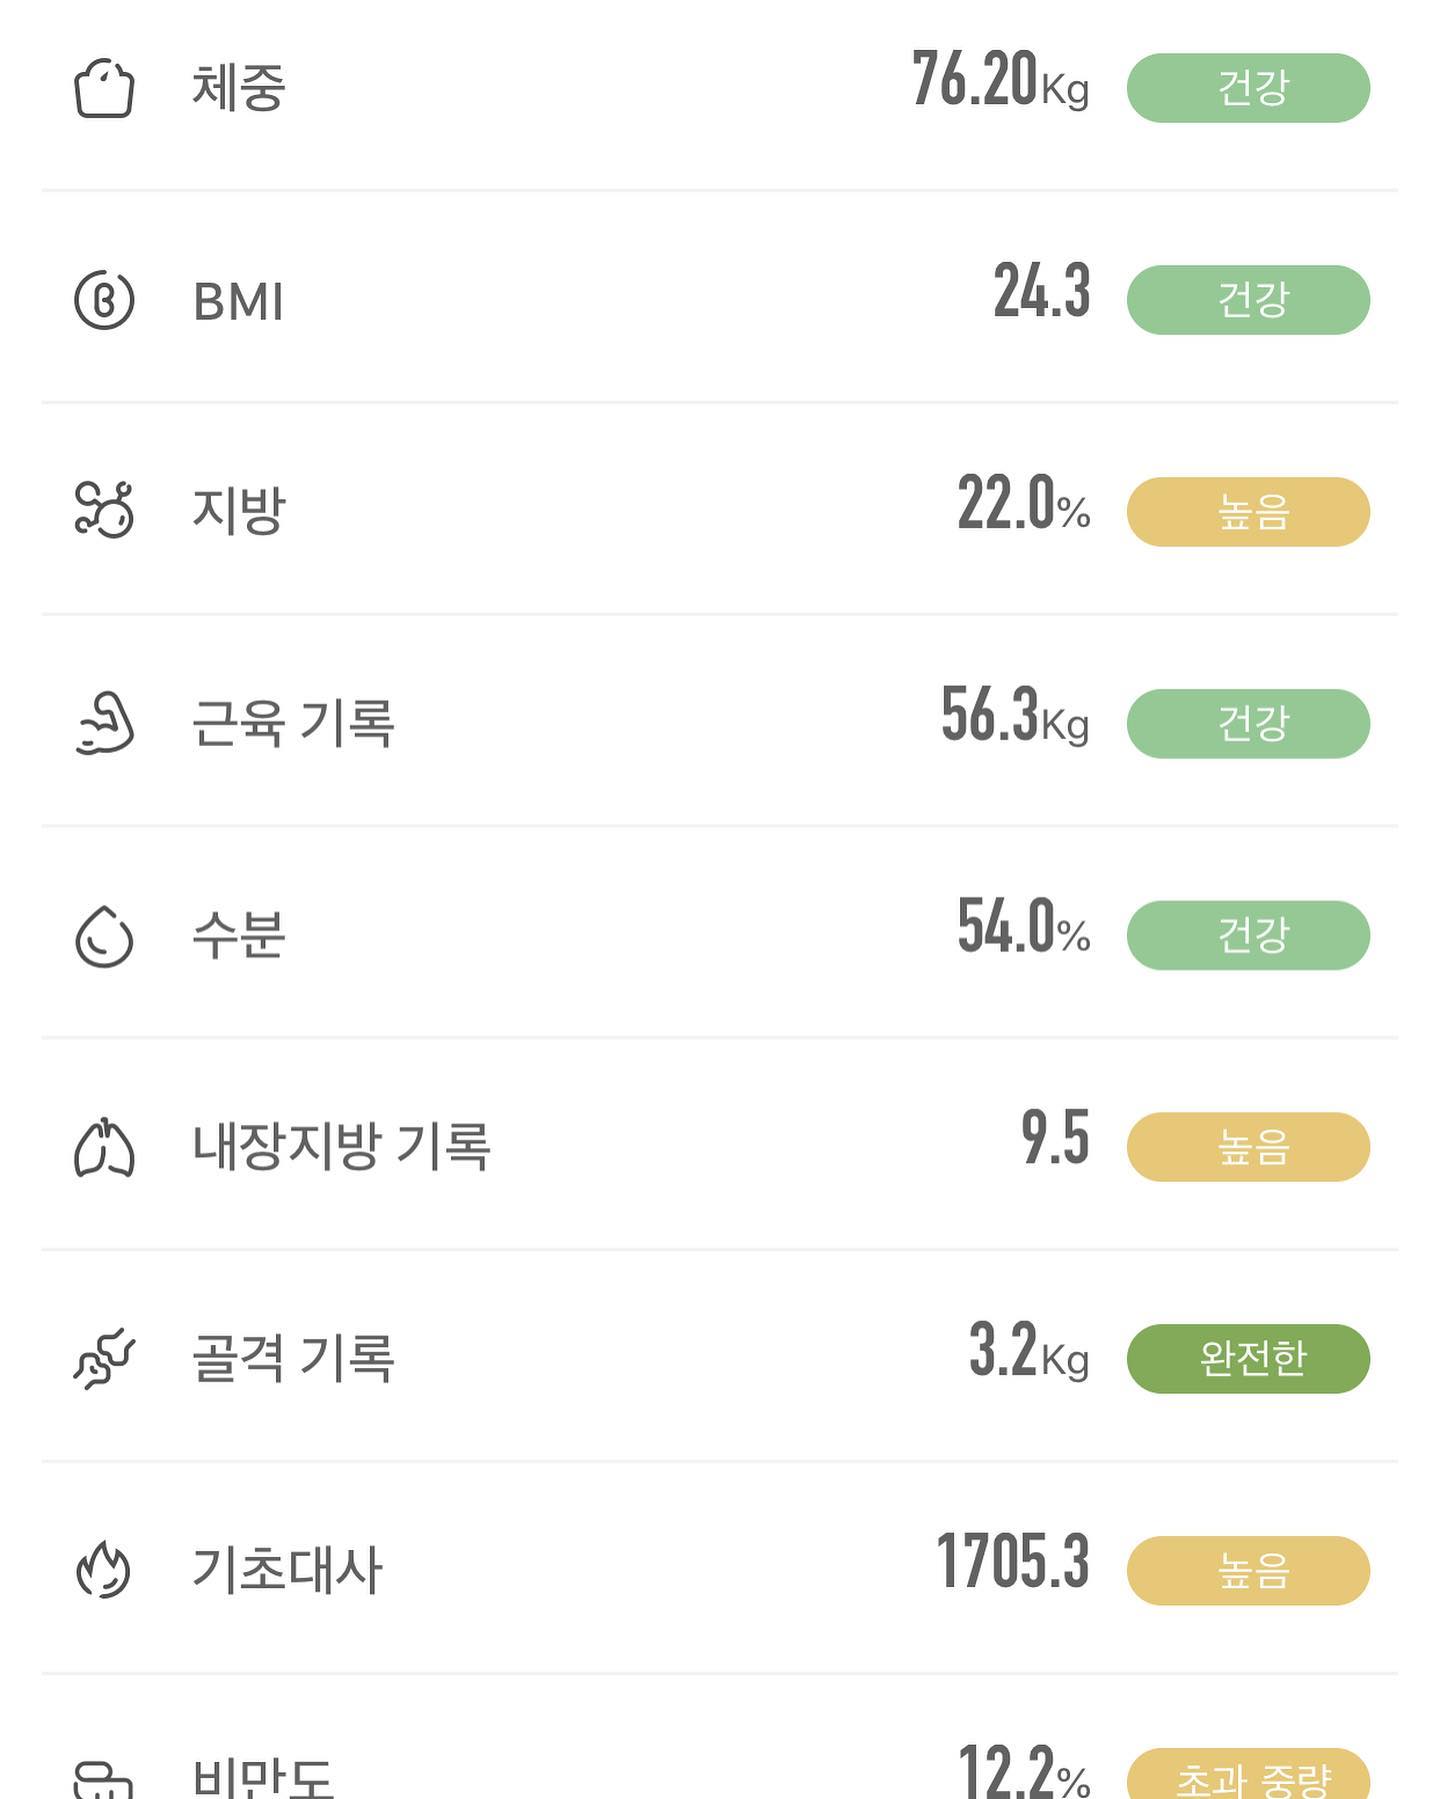 체중 76.20Kg 건강
BMI 24.3 건강
지방 22.0% 높음
근육 기록 56.3Kg 건강
수분 54.0% 건강
내장지방 기록 9.5 높음
골격 기록 3.2Kg 완전한
기초대사 1705.3 높음
비만도 12.2% 초과 중량